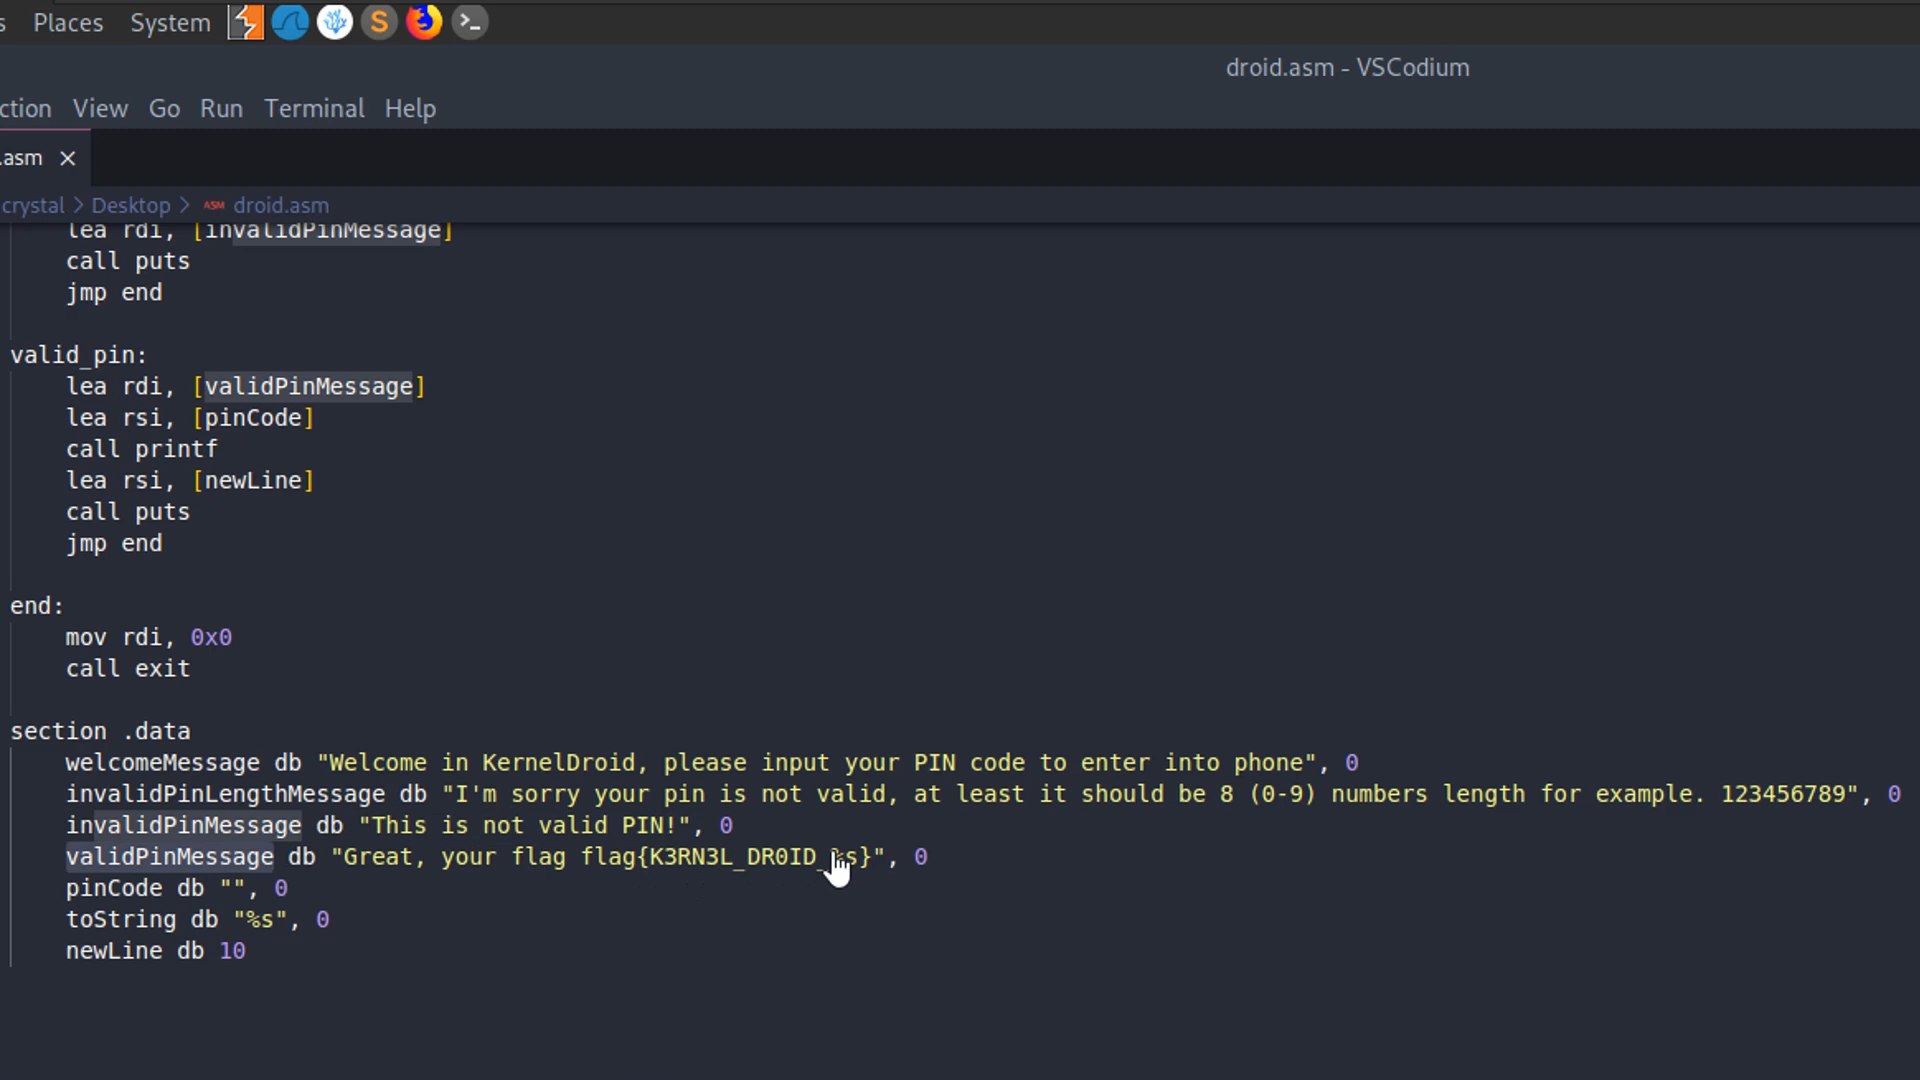 s Places System
droid.asm - VSCodium
ction View Go Run Terminal Help
.asm ×
crystal > Desktop > ASM droid.asm
lea rdi, [invalidPinMessage]
call puts
jmp end
valid_pin:
lea rdi, [validPinMessage]
lea rsi, [pinCode]
call printf
lea rsi, [newLine]
call puts
jmp end
end:
mov rdi, 0x0
call exit
section .data
welcomeMessage db "Welcome in KernelDroid, please input your PIN code to enter into phone", 0
invalidPinLengthMessage db "I'm sorry your pin is not valid, at least it should be 8 (0-9) numbers length for example. 123456789", 0
invalidPinMessage db "This is not valid PIN!", 0
validPinMessage db "Great, your flag flag{K3RN3L_DR0ID_%s}", 0
pinCode db "", 0
toString db "%s", 0
newLine db 10